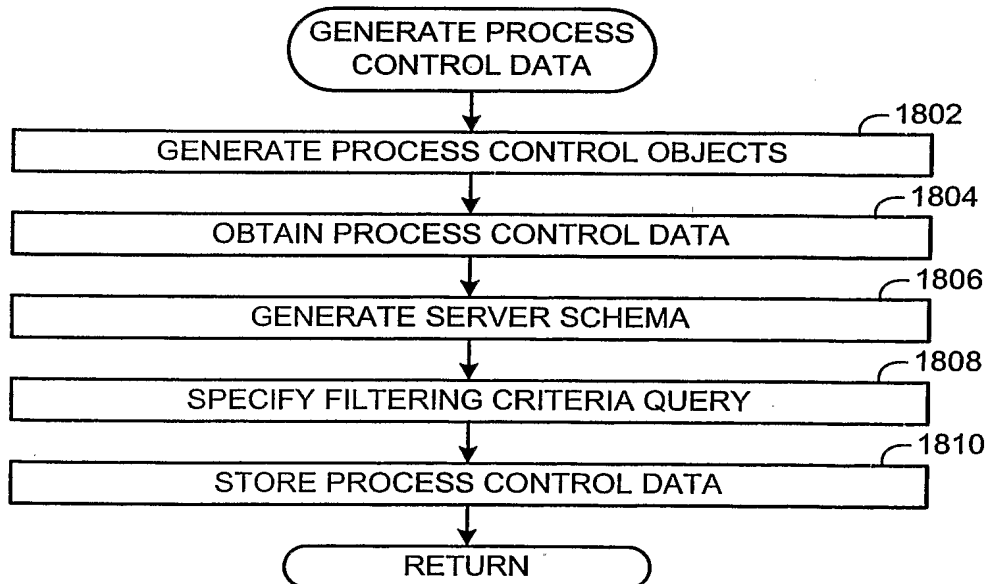 GENERATE PROCESS
CONTROL DATA
1802
GENERATE PROCESS CONTROL OBJECTS
1804
OBTAIN PROCESS CONTROL DATA
1806
GENERATE SERVER SCHEMA
1808
SPECIFY FILTERING CRITERIA QUERY
1810
STORE PROCESS CONTROL DATA
RETURN